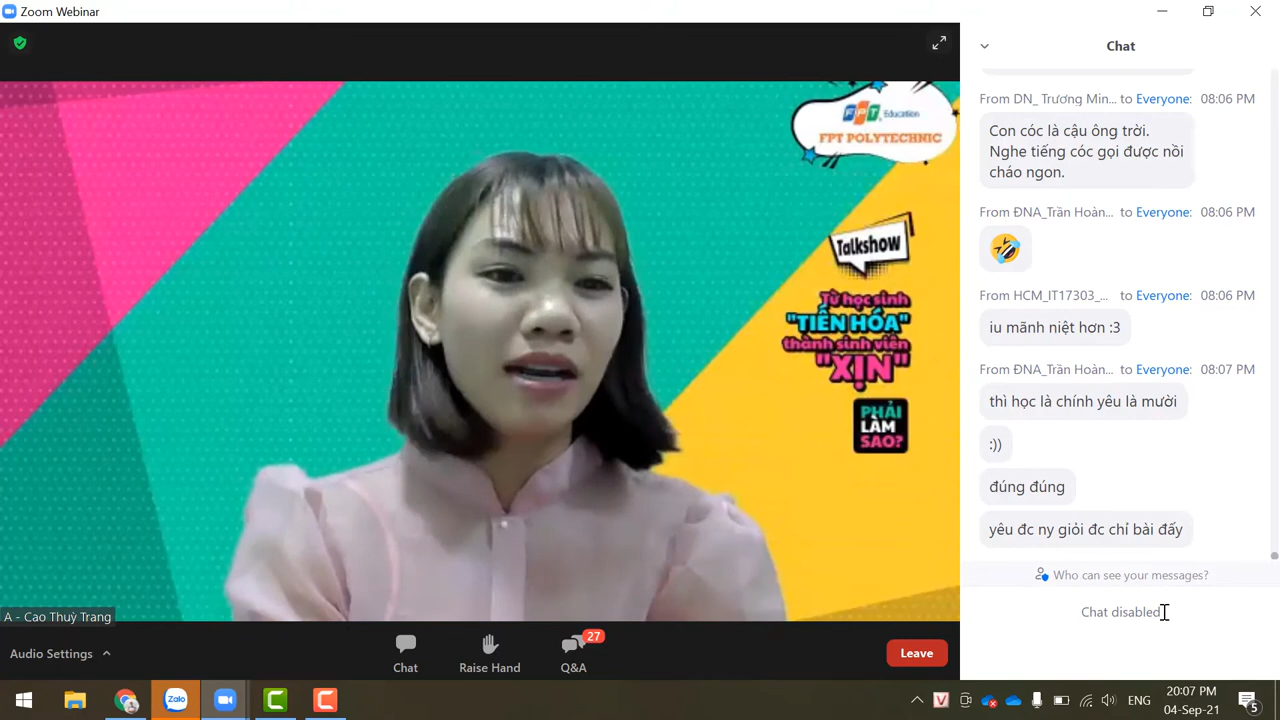 Zoom Webinar
Chat
From DN_ Trương Min... to Everyone: 08:06 PM
Con cóc là cậu ông trời.
Nghe tiếng cóc gọi được nồi
cháo ngon.
From ĐNA_Trần Hoàn... to Everyone: 08:06 PM
From HCM_IT17303_... to Everyone: 08:06 PM
iu mãnh niệt hơn :3
From ĐNA_Trần Hoàn... to Everyone: 08:07 PM
thì học là chính yêu là mười
:))
đúng đúng
yêu đc ny giỏi đc chỉ bài đấy
Who can see your messages?
Chat disabled
FPT Education
FPT POLYTECHNIC
Talkshow
Từ học sinh
"TIẾN HÓA"
thành sinh viên
"XỊN"
PHẢI
LÀM
SAO?
A - Cao Thuỳ Trang
Audio Settings
Chat
Raise Hand
27
Q&A
Leave
Zalo
V
ENG
20:07 PM
04-Sep-21
5